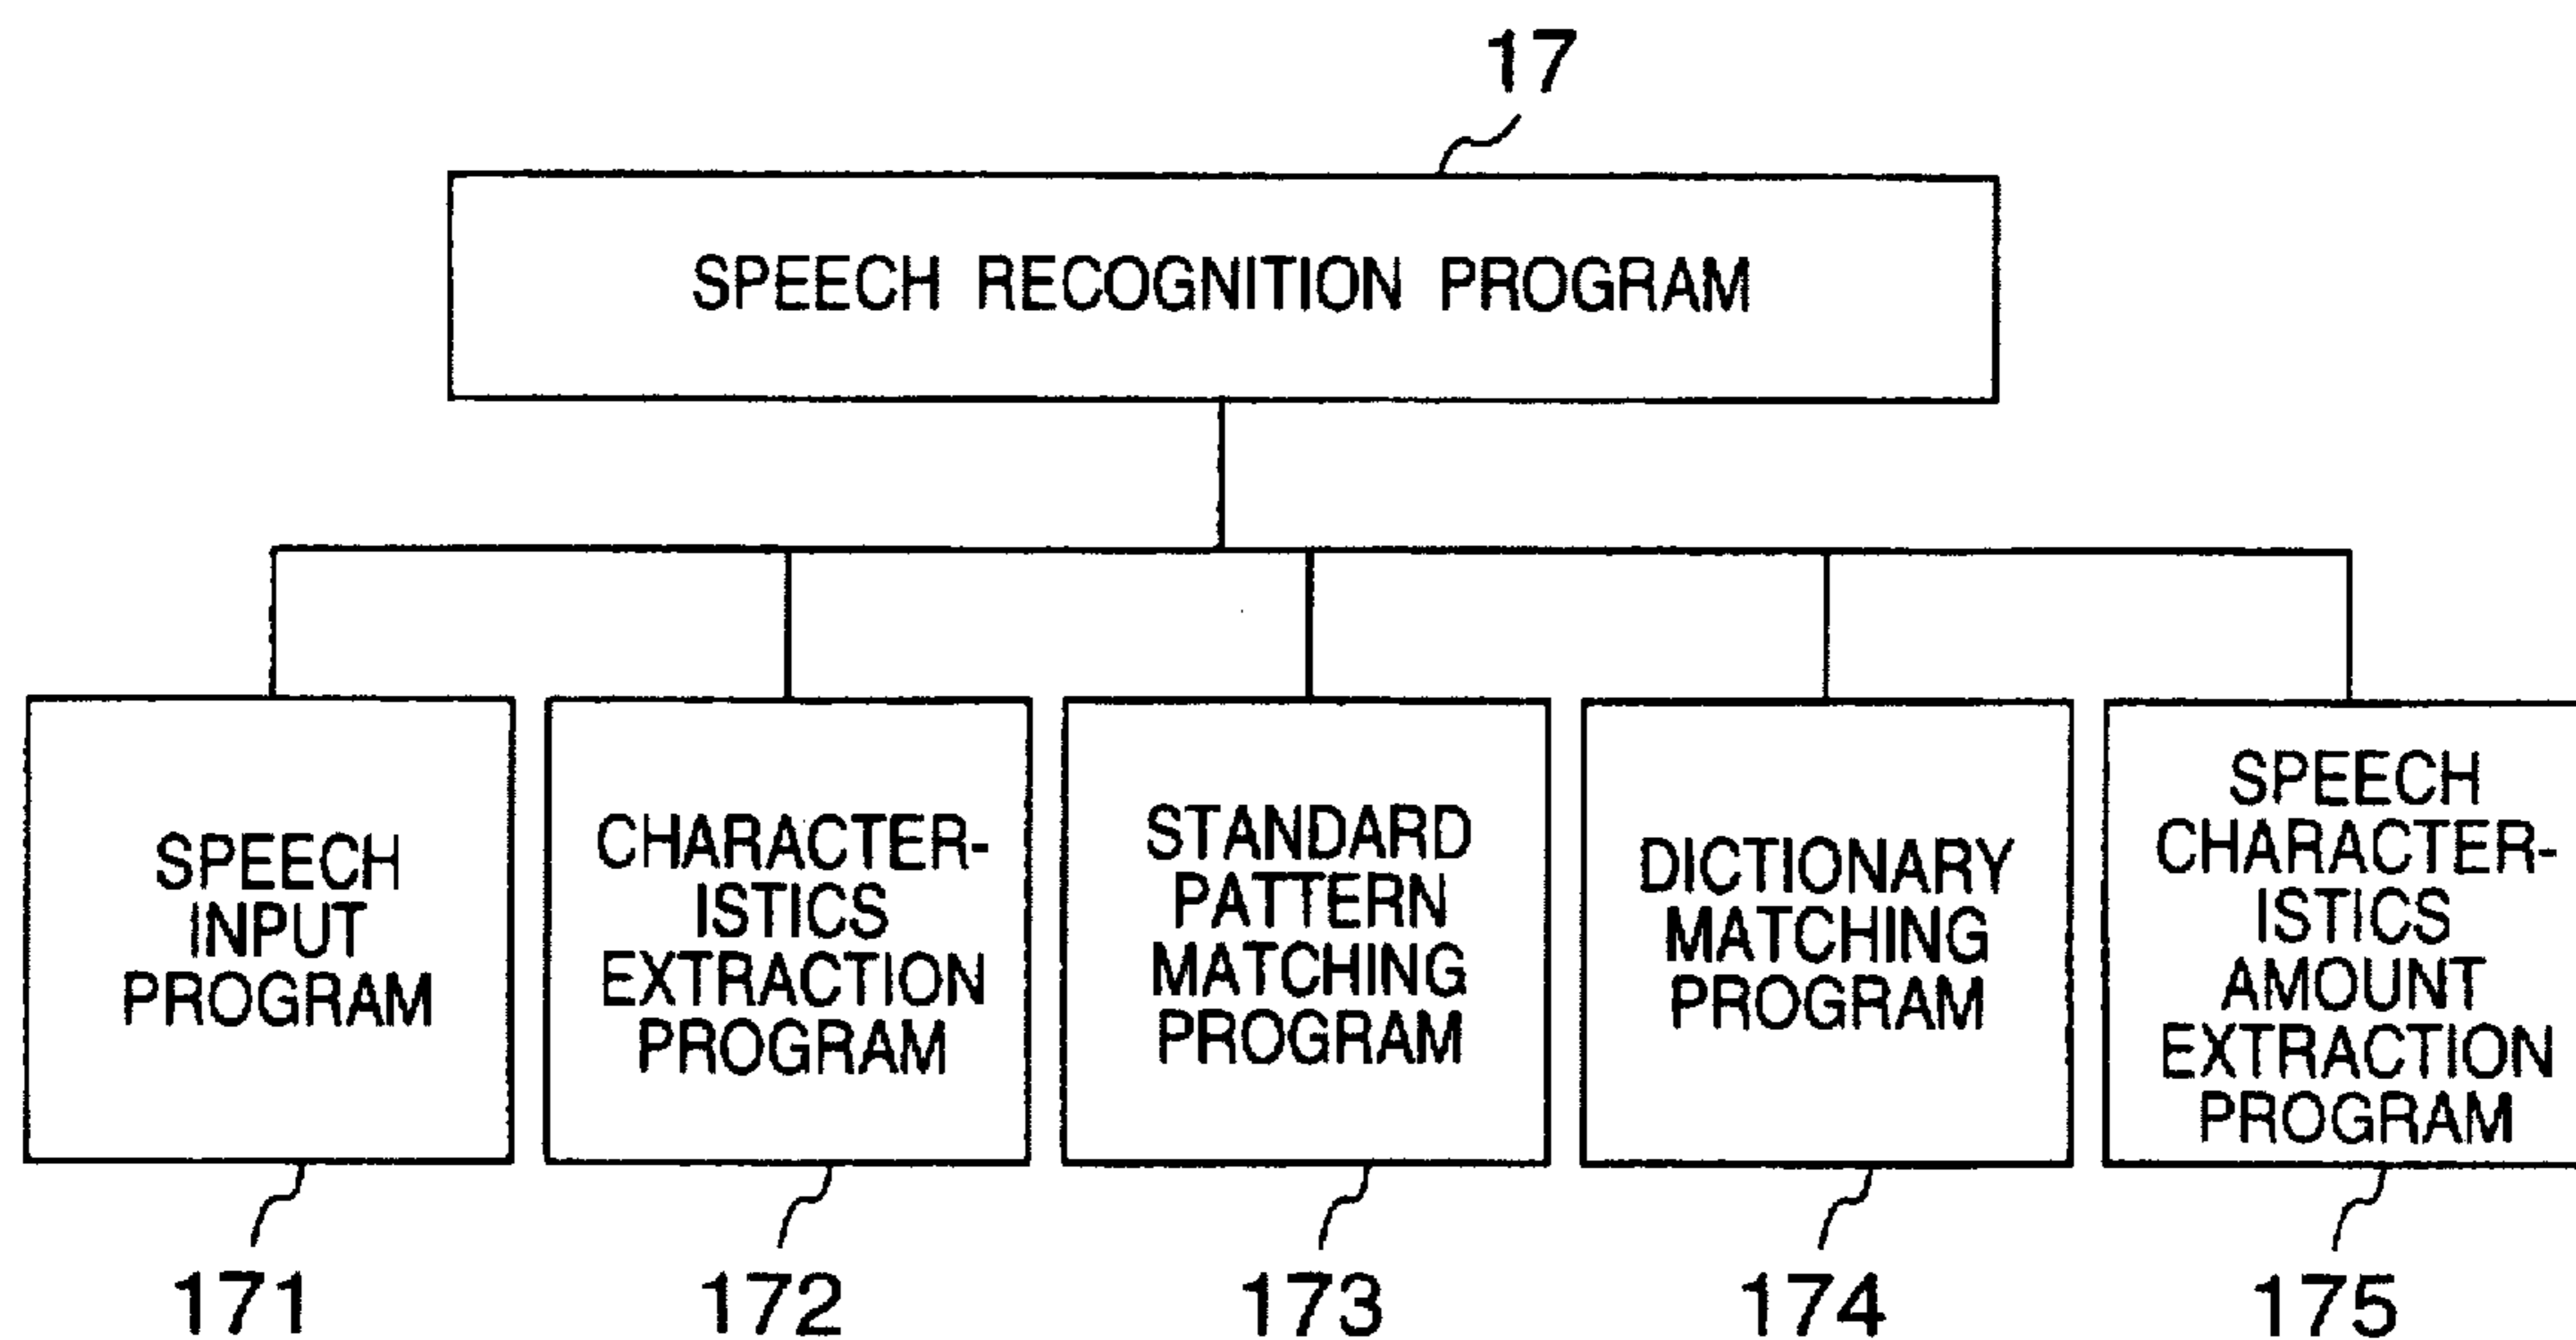 17
SPEECH RECOGNITION PROGRAM
SPEECH
INPUT
PROGRAM
CHARACTER-
ISTICS
EXTRACTION
PROGRAM
STANDARD
PATTERN
MATCHING
PROGRAM
DICTIONARY
MATCHING
PROGRAM
SPEECH
CHARACTER-
ISTICS
AMOUNT
EXTRACTION
PROGRAM
171
172
173
174
175